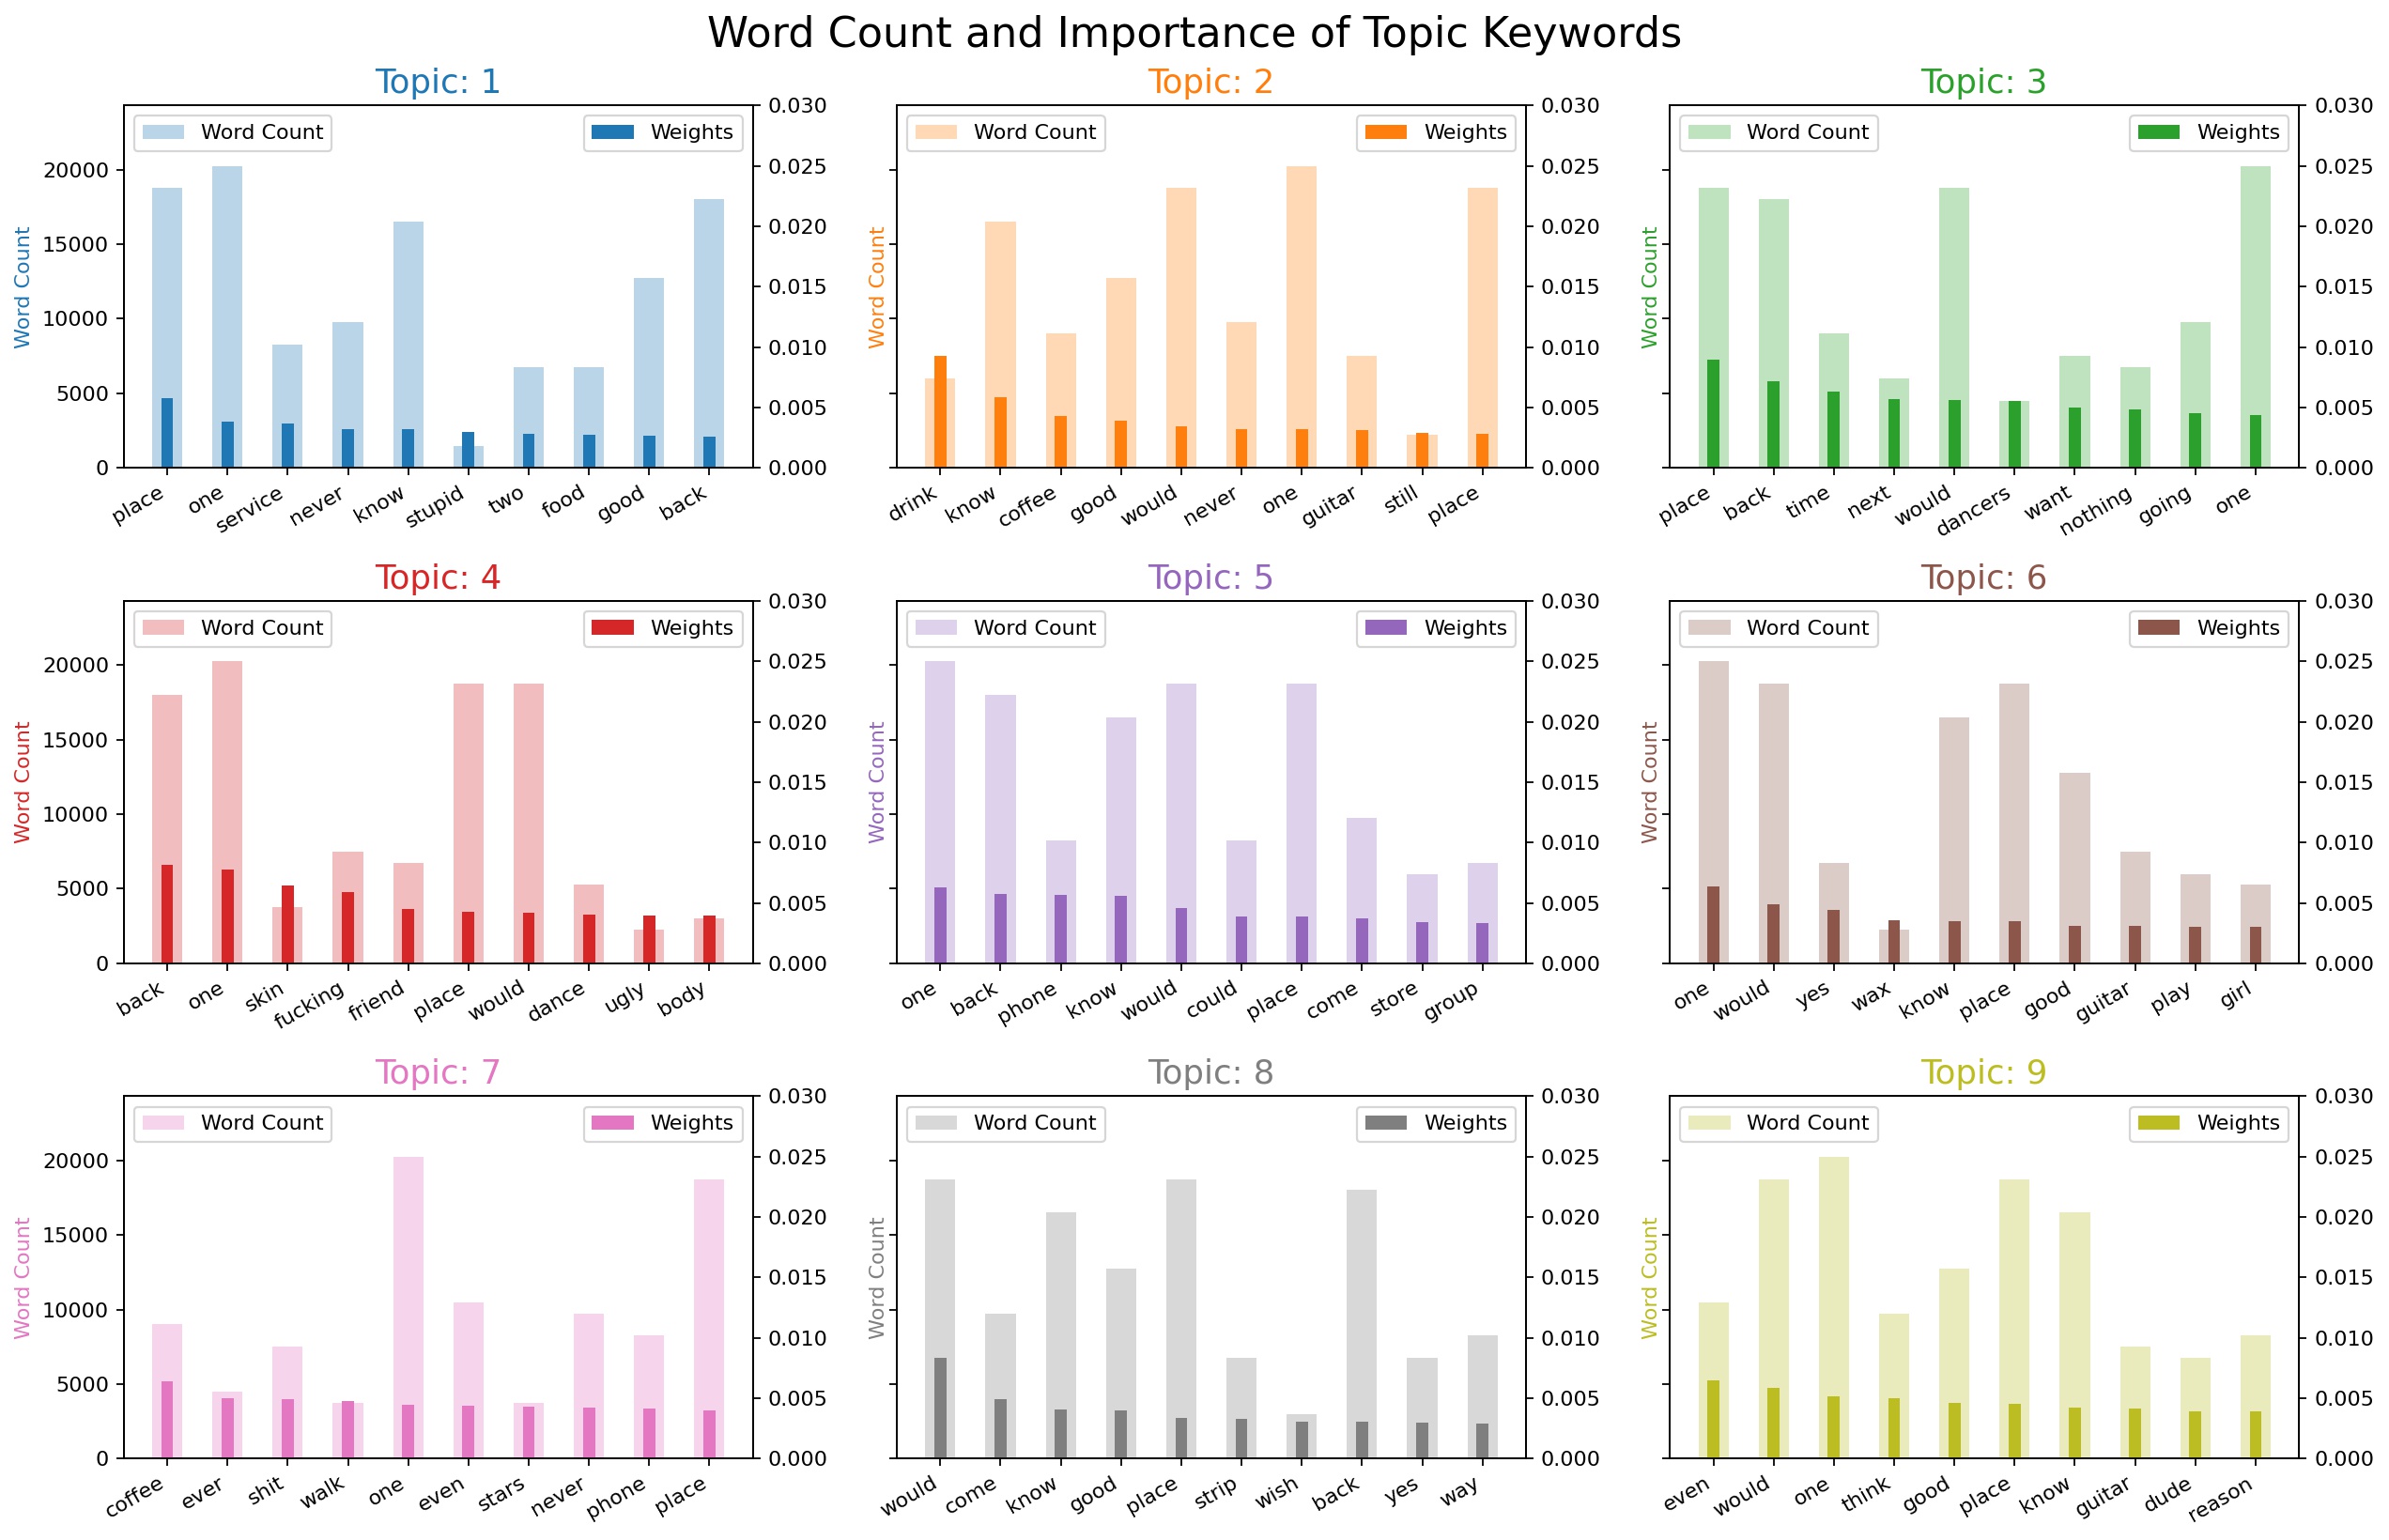 Word Count and Importance of Topic Keywords
Topic: 1
Word Count
Weights
Word Count
20000
15000
10000
5000
0
0.030
0.025
0.020
0.015
0.010
0.005
0.000
place one service never know stupid two food good back
Topic: 2
Word Count
Weights
Word Count
0.030
0.025
0.020
0.015
0.010
0.005
0.000
drink know coffee good would never one guitar still place
Topic: 3
Word Count
Weights
Word Count
0.030
0.025
0.020
0.015
0.010
0.005
0.000
place back time next would dancers want nothing going one
Topic: 4
Word Count
Weights
Word Count
20000
15000
10000
5000
0
0.030
0.025
0.020
0.015
0.010
0.005
0.000
back one skin fucking friend place would dance ugly body
Topic: 5
Word Count
Weights
Word Count
0.030
0.025
0.020
0.015
0.010
0.005
0.000
one back phone know would could place come store group
Topic: 6
Word Count
Weights
Word Count
0.030
0.025
0.020
0.015
0.010
0.005
0.000
one would yes wax know place good guitar play girl
Topic: 7
Word Count
Weights
Word Count
20000
15000
10000
5000
0
0.030
0.025
0.020
0.015
0.010
0.005
0.000
coffee ever shit walk one even stars never phone place
Topic: 8
Word Count
Weights
Word Count
0.030
0.025
0.020
0.015
0.010
0.005
0.000
would come know good place strip wish back yes way
Topic: 9
Word Count
Weights
Word Count
0.030
0.025
0.020
0.015
0.010
0.005
0.000
even would one think good place know guitar dude reason